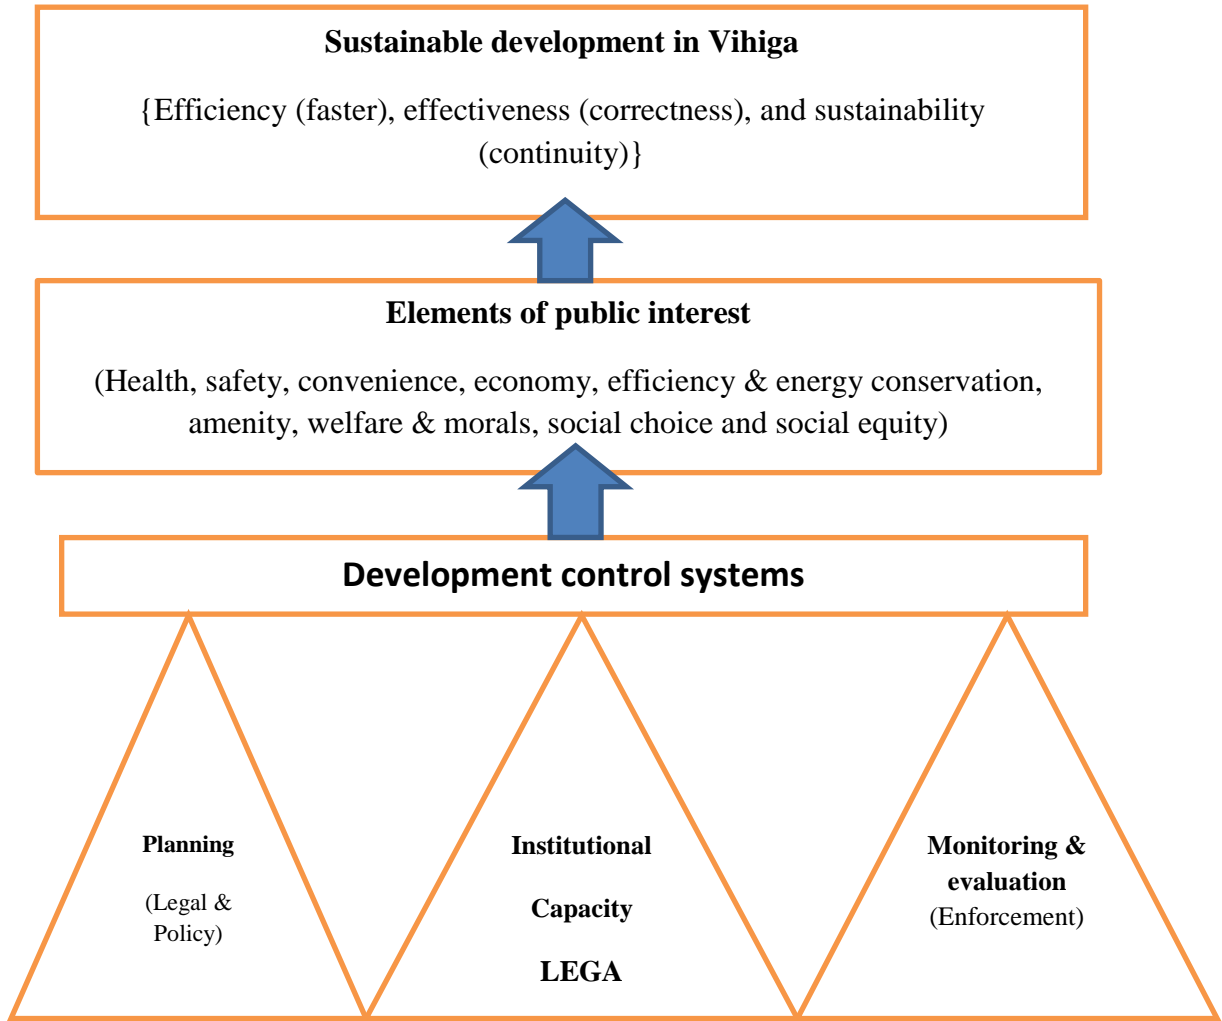 Sustainable development in Vihiga
{Efficiency (faster), effectiveness (correctness), and sustainability
(continuity)}
Elements of public interest
(Health, safety, convenience, economy, efficiency & energy conservation,
amenity, welfare & morals, social choice and social equity)
Development control systems
Planning
(Legal &
Policy)
Institutional
Capacity
LEGA
Monitoring &
evaluation
(Enforcement)